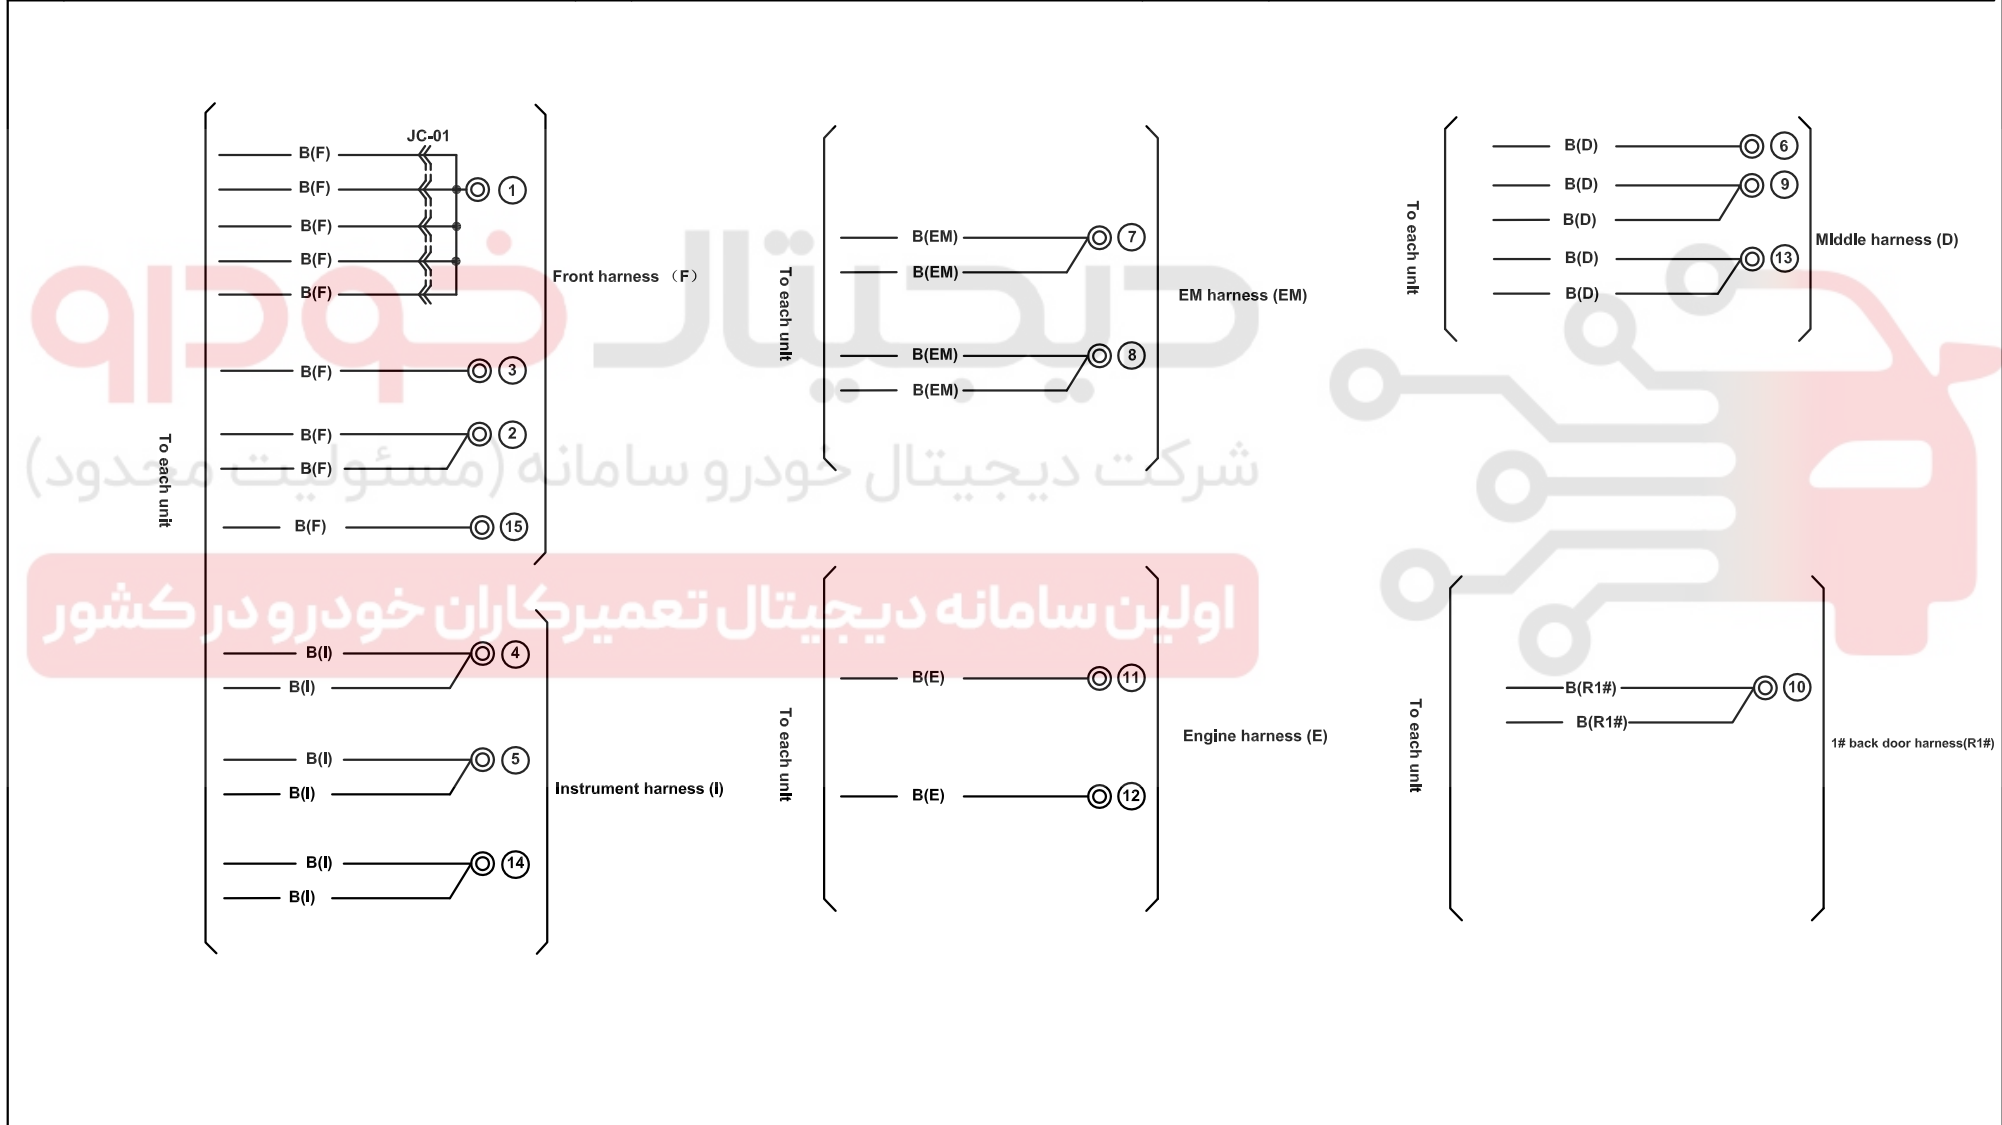 JC-01
B(F)
B(F) 1
B(F)
B(F)
B(F)
Front harness （F）
B(F) 3
B(F) 2
B(F)
B(F) 15
To each unit
B(I) 4
B(I)
B(I) 5
B(I)
Instrument harness (I)
B(I) 14
B(I)
B(EM) 7
B(EM)
To each unit
EM harness (EM)
B(EM) 8
B(EM)
B(E) 11
To each unit
Engine harness (E)
B(E) 12
B(D) 6
B(D) 9
B(D)
To each unit
MIddle harness (D)
B(D) 13
B(D)
B(R1#) 10
B(R1#)
To each unit
1# back door harness(R1#)
دیجیتال خودرو
شرکت دیجیتال خودرو سامانه (مسئولیت محدود)
اولین سامانه دیجیتال تعمیرکاران خودرو در کشور